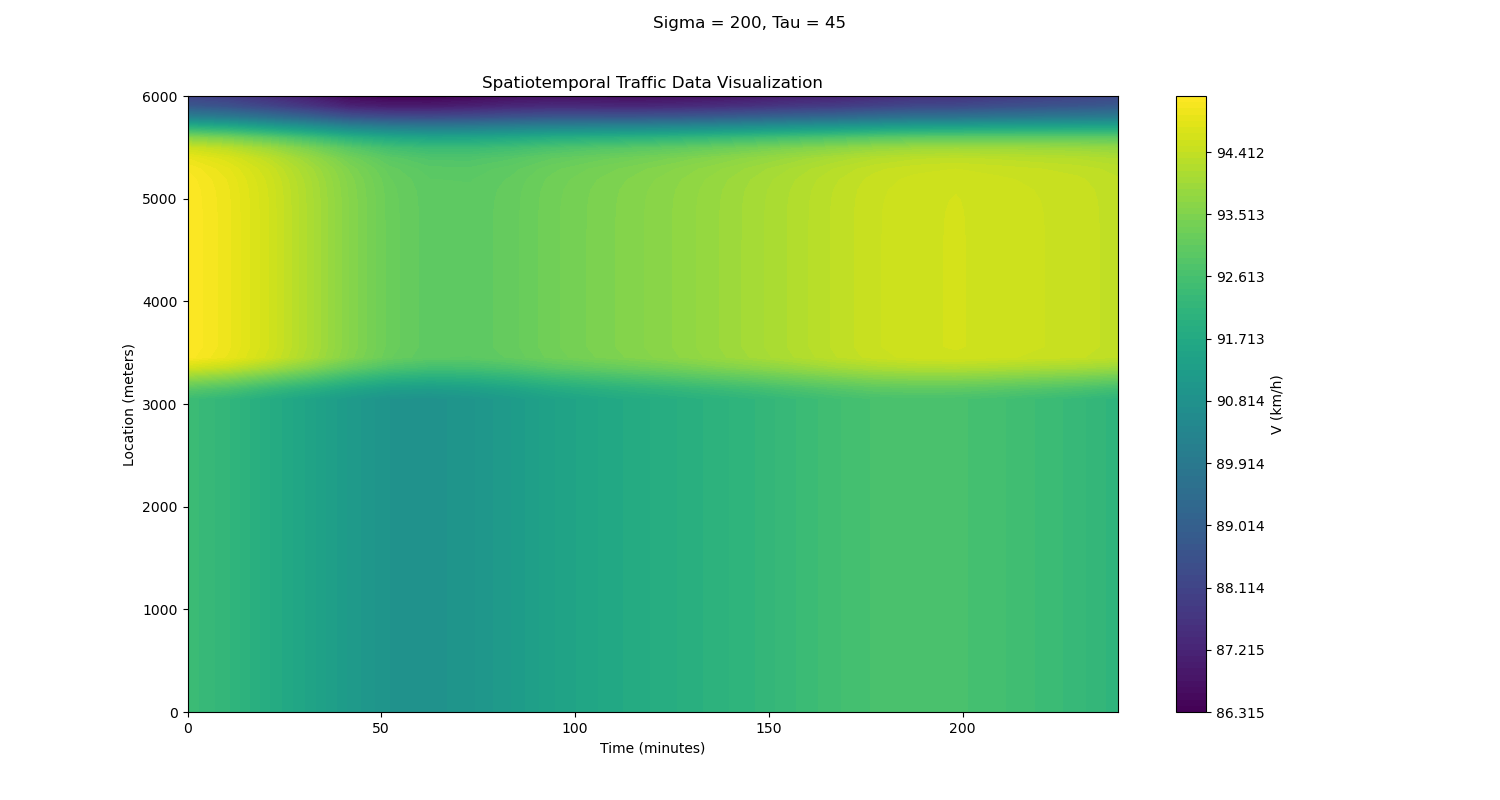 Sigma = 200, Tau = 45
Spatiotemporal Traffic Data Visualization
6000
5000
4000
3000
2000
1000
0
Location (meters)
0 50 100 150 200
Time (minutes)
94.412
93.513
92.613
91.713
90.814
89.914
89.014
88.114
87.215
86.315
V (km/h)